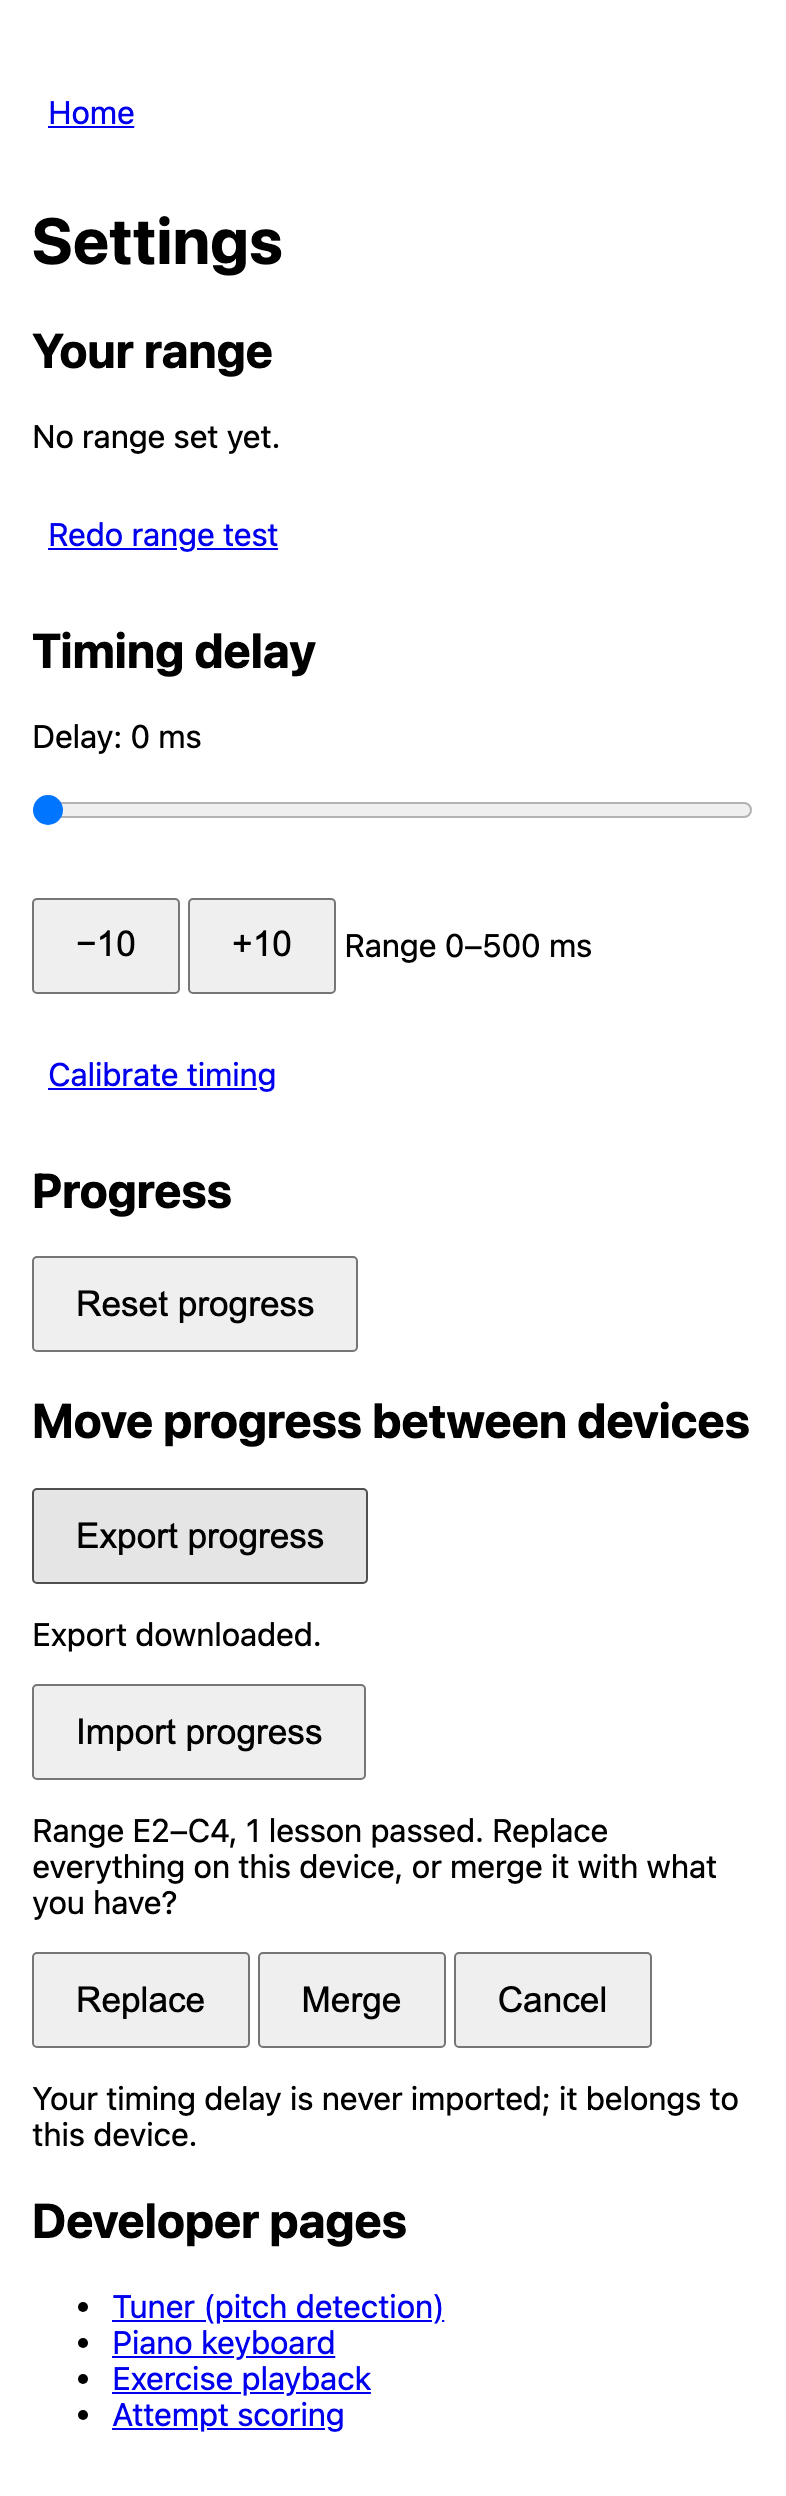 Home
Settings
Your range
No range set yet.
Redo range test
Timing delay
Delay: 0 ms
−10 +10 Range 0–500 ms
Calibrate timing
Progress
Reset progress
Move progress between devices
Export progress
Export downloaded.
Import progress
Range E2–C4, 1 lesson passed. Replace
everything on this device, or merge it with what
you have?
Replace Merge Cancel
Your timing delay is never imported; it belongs to
this device.
Developer pages
• Tuner (pitch detection)
• Piano keyboard
• Exercise playback
• Attempt scoring